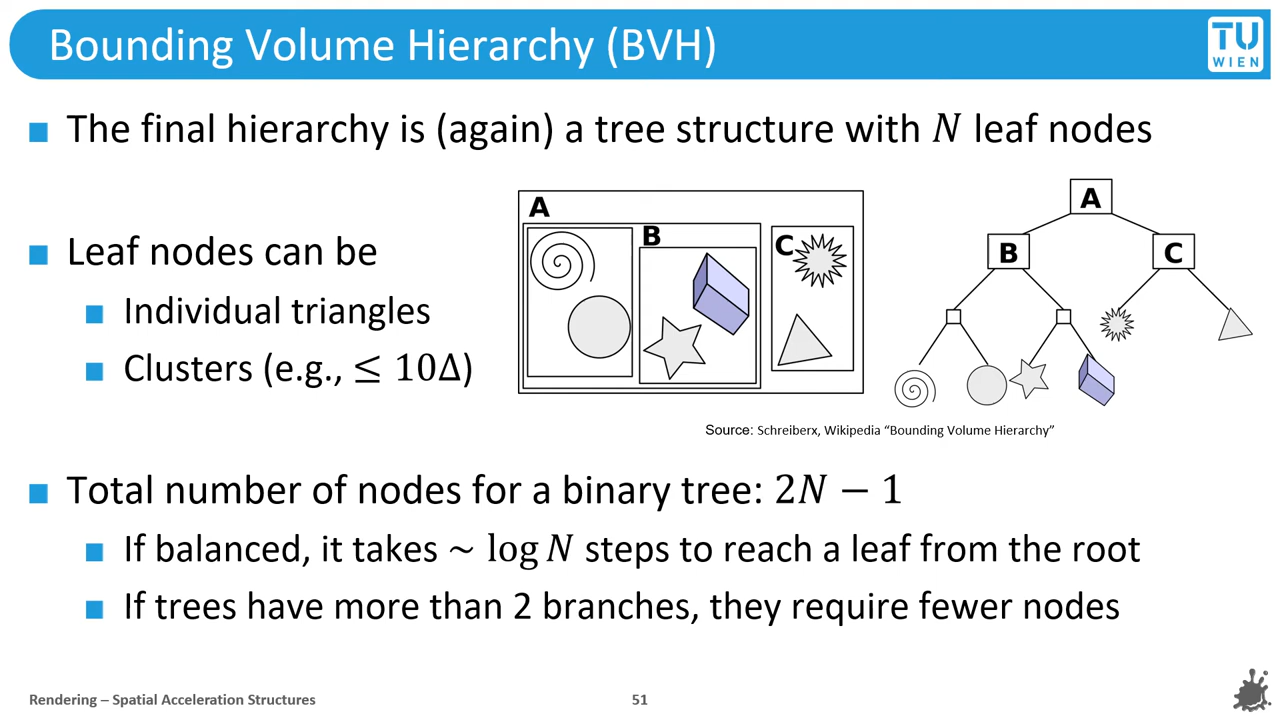 Bounding Volume Hierarchy (BVH)
TU
WIEN
The final hierarchy is (again) a tree structure with N leaf nodes
Leaf nodes can be
Individual triangles
Clusters (e.g., ≤ 10Δ)
A
B
C
A
B
C
Source: Schreiberx, Wikipedia “Bounding Volume Hierarchy”
Total number of nodes for a binary tree: 2N − 1
If balanced, it takes ~ log N steps to reach a leaf from the root
If trees have more than 2 branches, they require fewer nodes
Rendering – Spatial Acceleration Structures
51